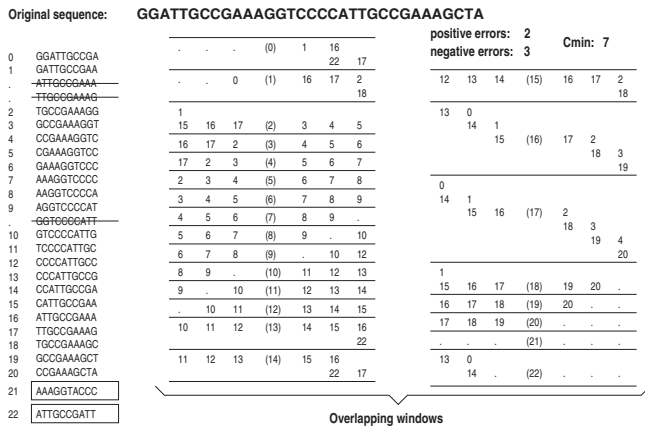 Original sequence: GGATTGCCGAAAGGTCCCCATTGCCGAAAGCTA
positive errors: 2
negative errors: 3
Cmin: 7
0 GGATTGCCGA
1 GATTGCCGAA
. ATTGCCGAAA
. TTGCCGAAAG
2 TGCCGAAAGG
3 GCCGAAAGGT
4 CCGAAAGGTC
5 CGAAAGGTCC
6 GAAAGGTCCC
7 AAAGGTCCCC
8 AAGGTCCCCA
9 AGGTCCCCAT
. GGTCCCCATT
10 GTCCCCATTG
11 TCCCCATTGC
12 CCCCATTGCC
13 CCCATTGCCG
14 CCATTGCCGA
15 CATTGCCGAA
16 ATTGCCGAAA
17 TTGCCGAAAG
18 TGCCGAAAGC
19 GCCGAAAGCT
20 CCGAAAGCTA
21 AAAGGTACCC
22 ATTGCCGATT
. . . (0) 1 16
22 17
. . 0 (1) 16 17 2
18
1
15 16 17 (2) 3 4 5
16 17 2 (3) 4 5 6
17 2 3 (4) 5 6 7
2 3 4 (5) 6 7 8
3 4 5 (6) 7 8 9
4 5 6 (7) 8 9 .
5 6 7 (8) 9 . 10
6 7 8 (9) . 10 12
8 9 . (10) 11 12 13
9 . 10 (11) 12 13 14
. 10 11 (12) 13 14 15
10 11 12 (13) 14 15 16
22
11 12 13 (14) 15 16
22 17
12 13 14 (15) 16 17 2
18
13 0
14 1
15 (16) 17 2
18 3
19
0
14 1
15 16 (17) 2
18 3
19 4
20
1
15 16 17 (18) 19 20 .
16 17 18 (19) 20 . .
17 18 19 (20) . . .
. . . (21) . . .
13 0
14 . (22) . . .
Overlapping windows